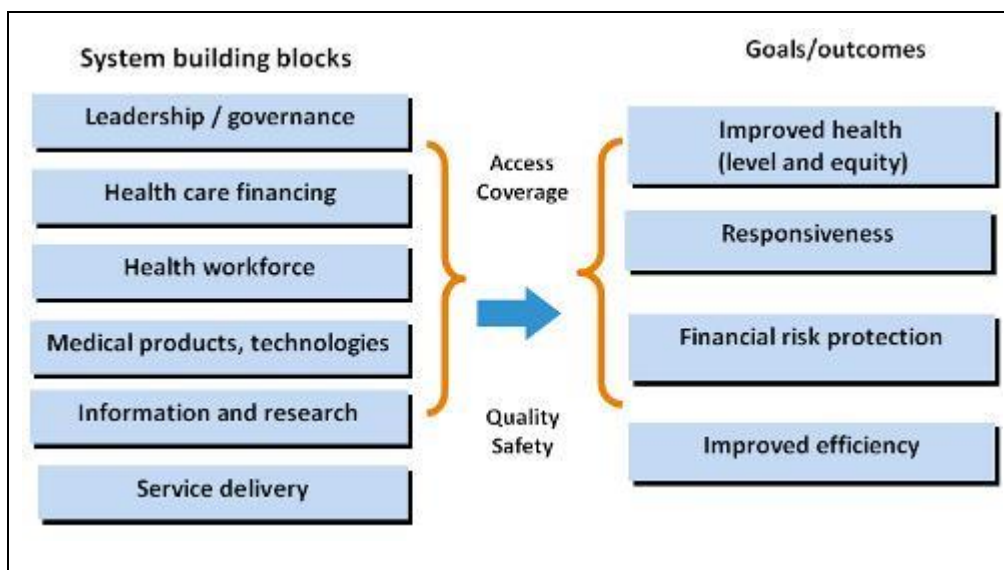 System building blocks
Leadership / governance
Health care financing
Health workforce
Medical products, technologies
Information and research
Service delivery
Access
Coverage
Quality
Safety
Goals/outcomes
Improved health
(level and equity)
Responsiveness
Financial risk protection
Improved efficiency